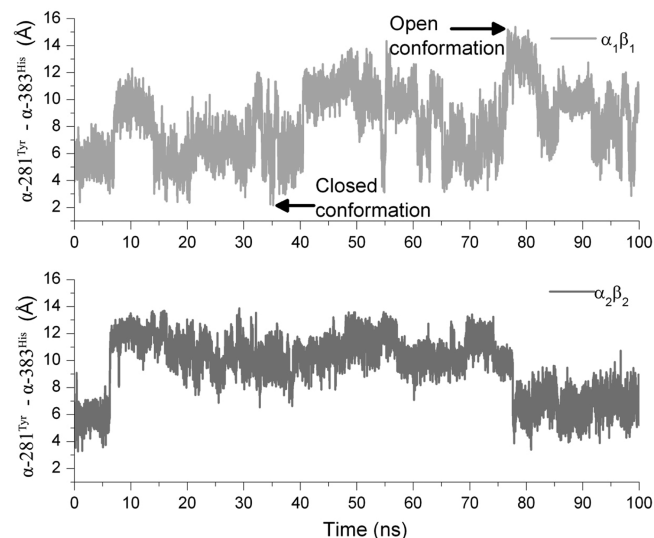 16
14
12
10
8
6
4
2
α-281ᵀʸʳ - α-383ᴴⁱˢ (Å)
Open
conformation
α₁β₁
Closed
conformation
0 10 20 30 40 50 60 70 80 90 100
16
14
12
10
8
6
4
2
α-281ᵀʸʳ - α-383ᴴⁱˢ (Å)
α₂β₂
0 10 20 30 40 50 60 70 80 90 100
Time (ns)